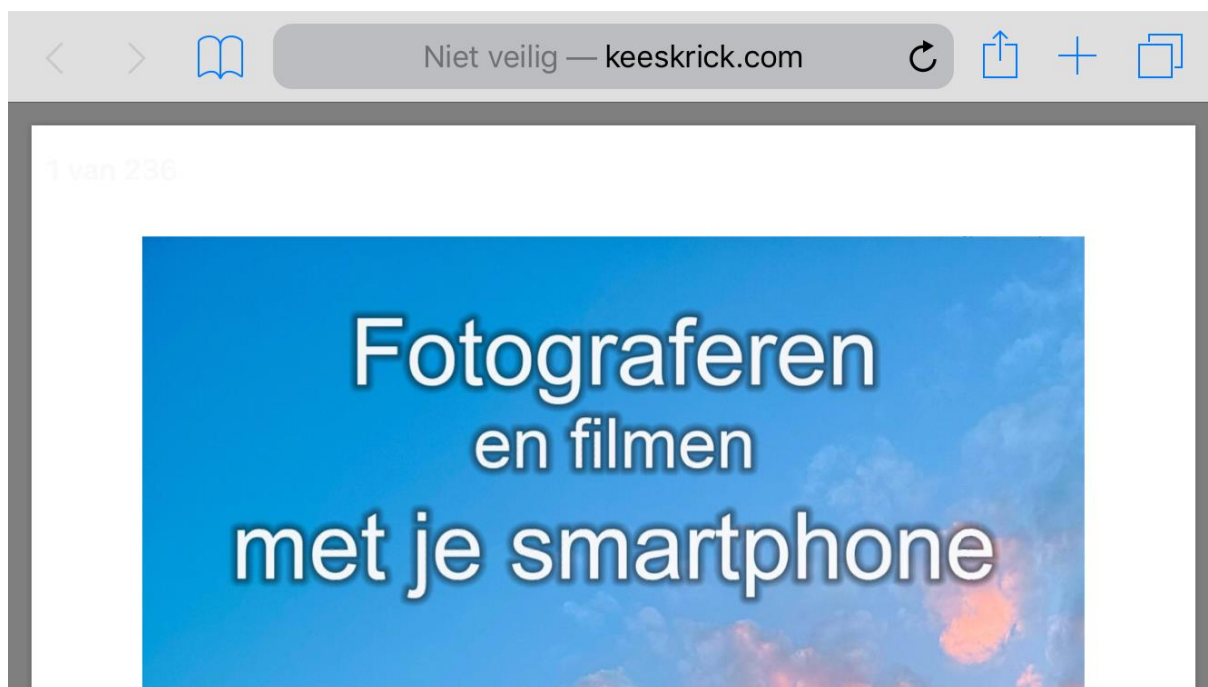 Niet veilig — keeskrick.com
1 van 236
Fotograferen
en filmen
met je smartphone